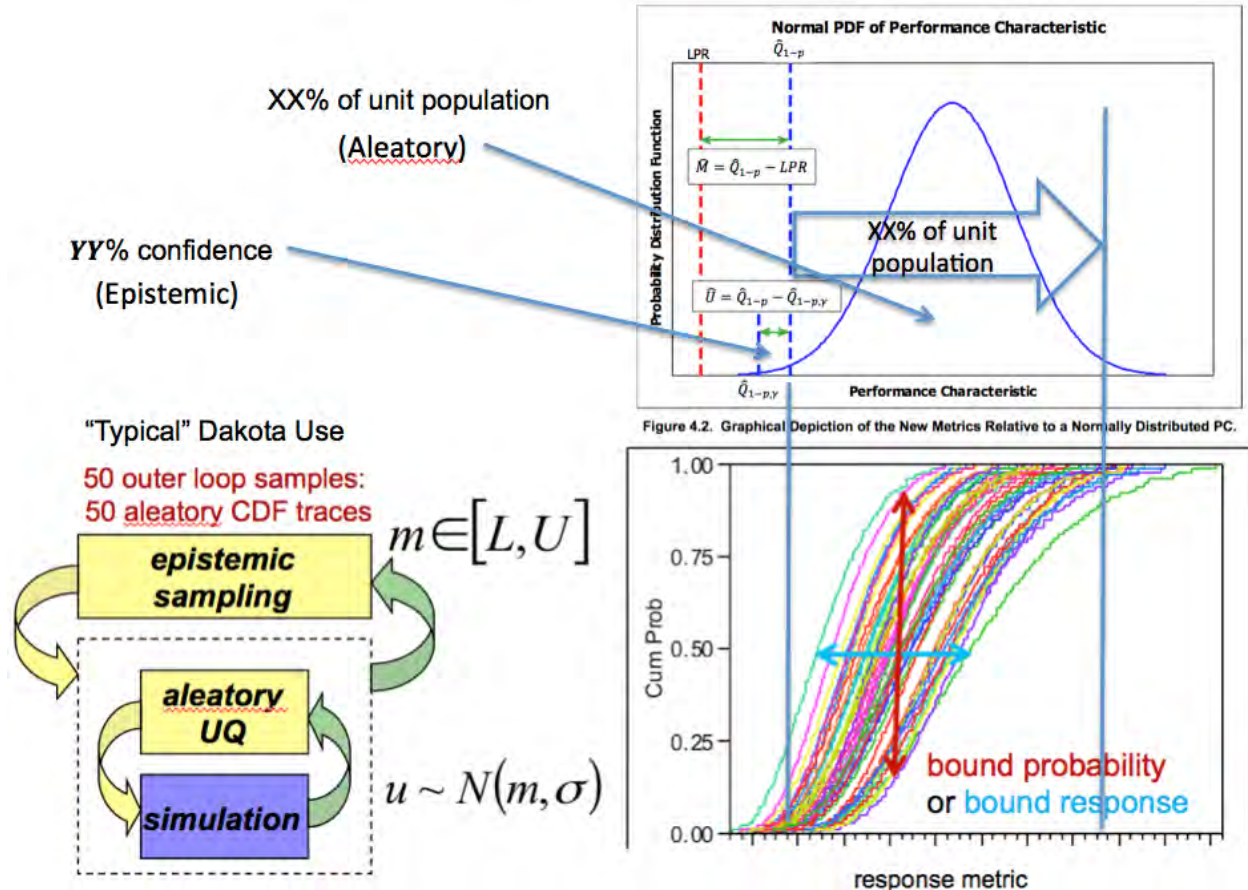 Normal PDF of Performance Characteristic
LPR
Q̂₁₋ₚ
XX% of unit population
(Aleatory)
M̂ = Q̂₁₋ₚ − LPR
Probability Distribution Function
XX% of unit
population
YY% confidence
(Epistemic)
Û = Q̂₁₋ₚ − Q̂₁₋ₚ,ᵧ
Q̂₁₋ₚ,ᵧ
Performance Characteristic
Figure 4.2. Graphical Depiction of the New Metrics Relative to a Normally Distributed PC.
“Typical” Dakota Use
50 outer loop samples:
50 aleatory CDF traces
m∈[L,U]
epistemic
sampling
aleatory
UQ
simulation
u ~ N(m,σ)
1.00
0.75
0.50
0.25
0.00
Cum Prob
bound probability
or bound response
response metric